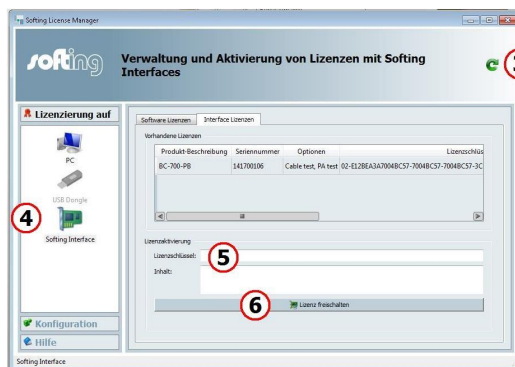 Softing License Manager
softing
Verwaltung und Aktivierung von Lizenzen mit Softing
Interfaces
Lizenzierung auf
PC
USB Dongle
4
Softing Interface
Konfiguration
Hilfe
Software Lizenzen Interface Lizenzen
Vorhandene Lizenzen
Produkt-Beschreibung Seriennummer Optionen Lizenzschlüs
BC-700-PB 141700106 Cable test, PA test 02-E12BEA3A7004BC57-7004BC57-7004BC57-3C
Lizenzaktivierung
Lizenzschlüssel: 5
Inhalt:
6 Lizenz freischalten
Softing Interface